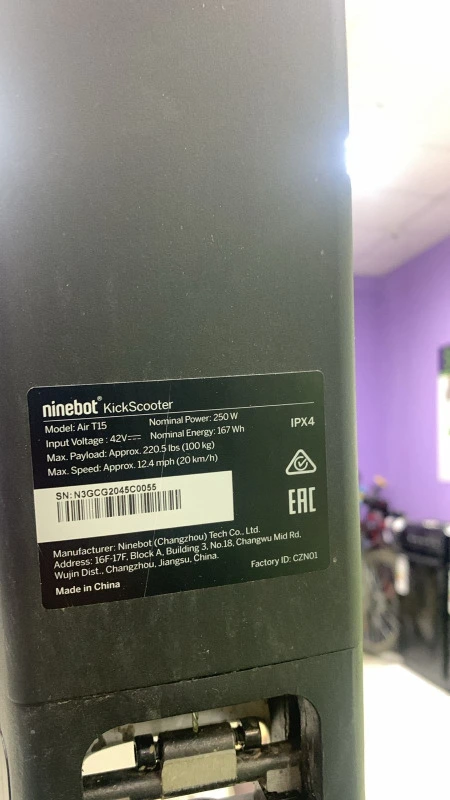 ninebot® KickScooter
Model: Air T15 Nominal Power: 250 W
Input Voltage : 42V⎓ Nominal Energy: 167 Wh
Max. Payload: Approx. 220.5 lbs (100 kg)
Max. Speed: Approx. 12.4 mph (20 km/h)
IPX4
EAC
SN: N3GCG2045C0055
Manufacturer: Ninebot (Changzhou) Tech Co., Ltd.
Address: 16F-17F, Block A, Building 3, No.18, Changwu Mid Rd.
Wujin Dist., Changzhou, Jiangsu, China.
Made in China
Factory ID: CZN01